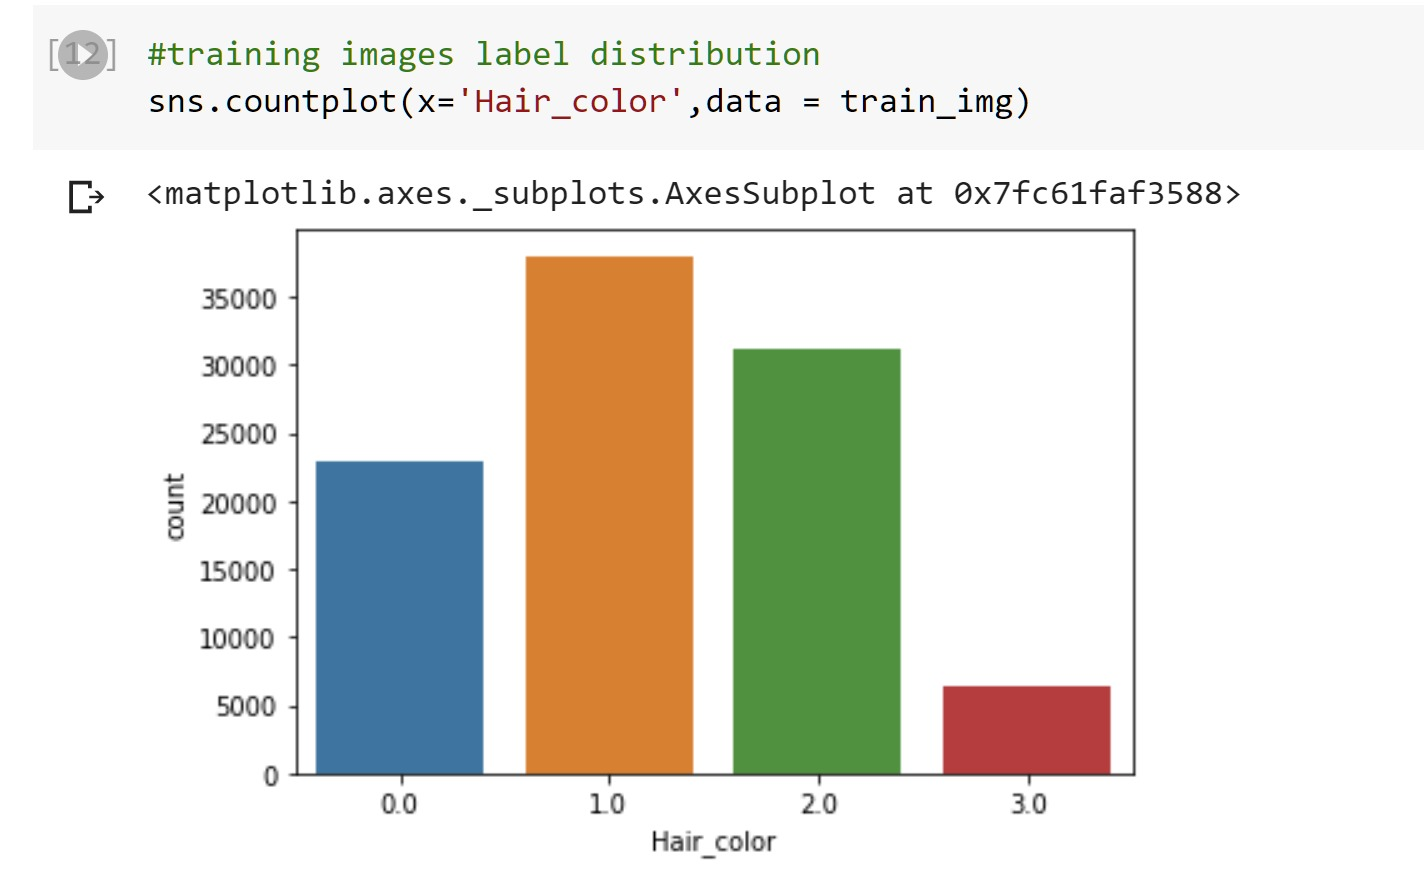 [12] #training images label distribution
sns.countplot(x='Hair_color',data = train_img)
<matplotlib.axes._subplots.AxesSubplot at 0x7fc61faf3588>
35000
30000
25000
20000
15000
10000
5000
0
count
0.0 1.0 2.0 3.0
Hair_color